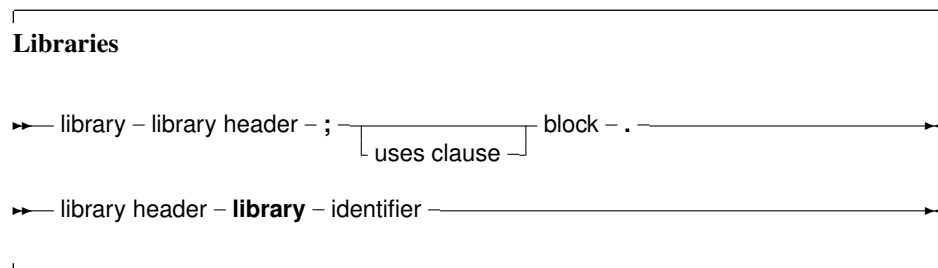 Libraries
library library header ; block .
uses clause
library header library identifier